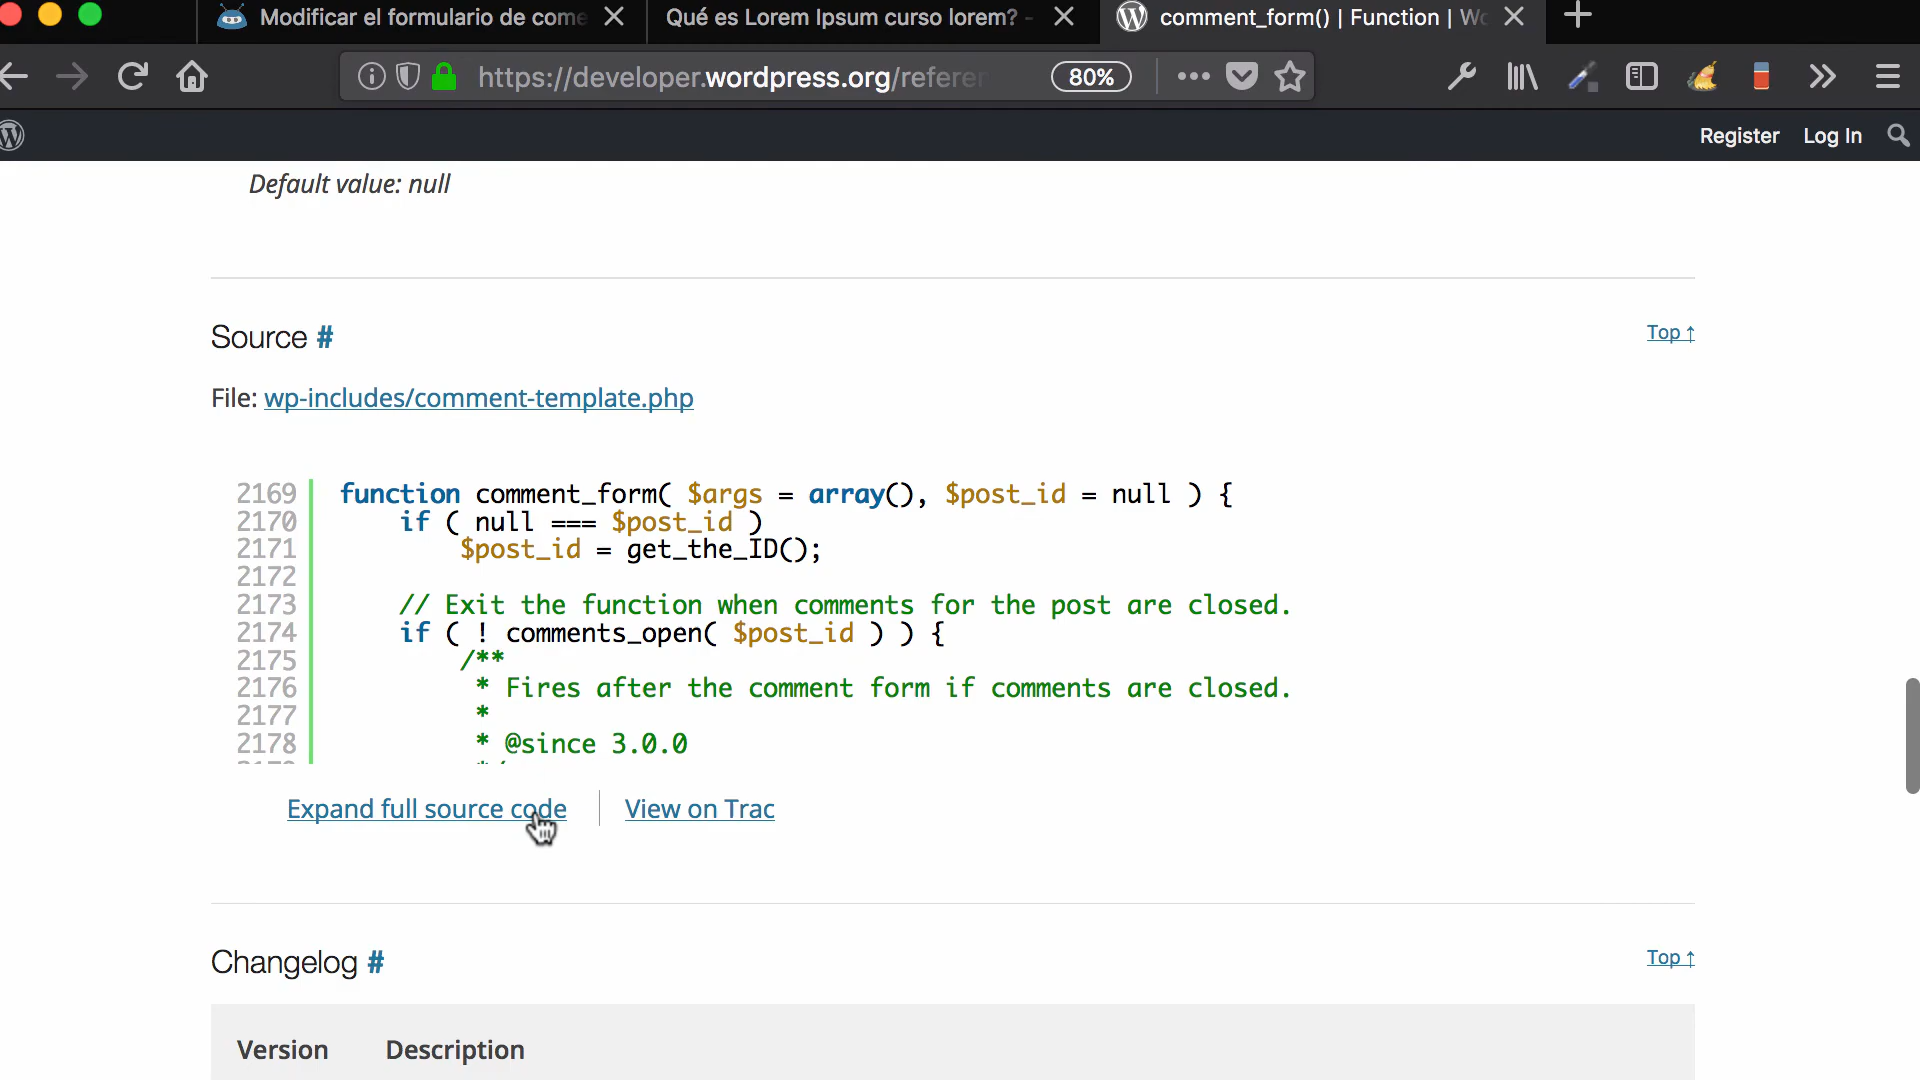 Modificar el formulario de come
Qué es Lorem Ipsum curso lorem? -
comment_form() | Function | Wo
https://developer.wordpress.org/referen
80%
Register
Log In
Default value: null
Source #
Top ↑
File: wp-includes/comment-template.php
2169 function comment_form( $args = array(), $post_id = null ) {
2170 if ( null === $post_id )
2171 $post_id = get_the_ID();
2172
2173 // Exit the function when comments for the post are closed.
2174 if ( ! comments_open( $post_id ) ) {
2175 /**
2176 * Fires after the comment form if comments are closed.
2177 *
2178 * @since 3.0.0
Expand full source code
View on Trac
Changelog #
Top ↑
Version Description